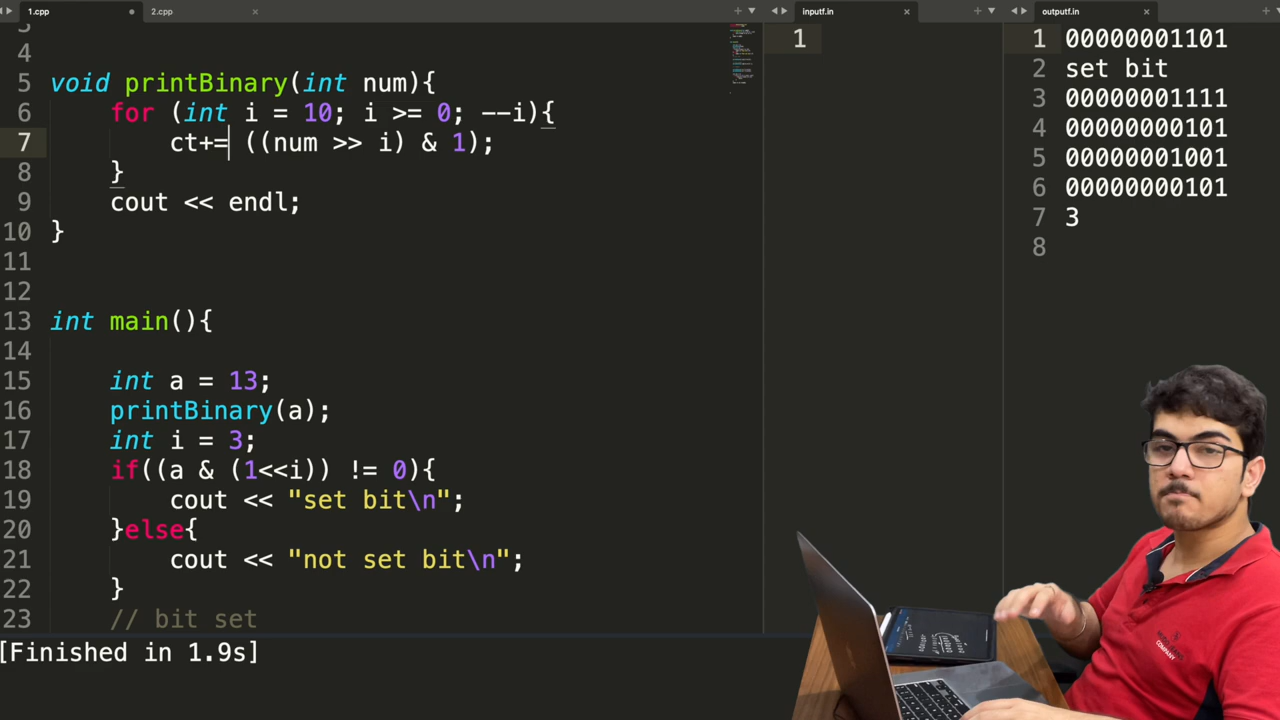 1.cpp
2.cpp
inputf.in
outputf.in
3
4
5 void printBinary(int num){
6 for (int i = 10; i >= 0; --i){
7 ct+= ((num >> i) & 1);
8 }
9 cout << endl;
10 }
11
12
13 int main(){
14
15 int a = 13;
16 printBinary(a);
17 int i = 3;
18 if((a & (1<<i)) != 0){
19 cout << "set bit\n";
20 }else{
21 cout << "not set bit\n";
22 }
23 // bit set
[Finished in 1.9s]
1
1 00000001101
2 set bit
3 00000001111
4 00000000101
5 00000001001
6 00000000101
7 3
8
COMPANY